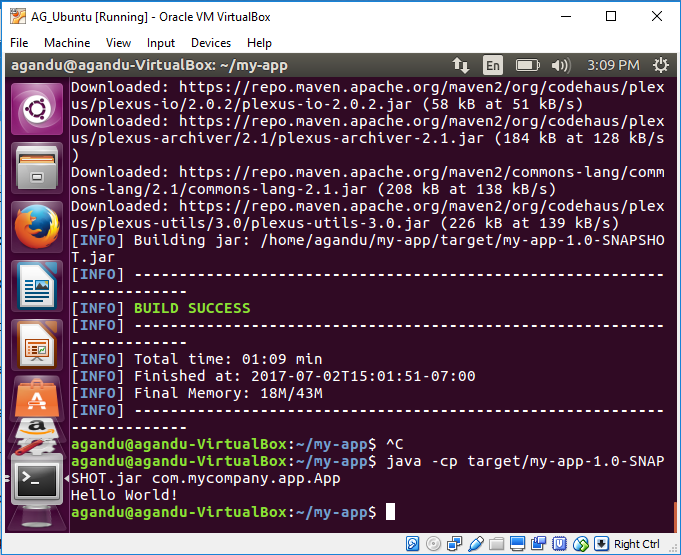 AG_Ubuntu [Running] - Oracle VM VirtualBox
File Machine View Input Devices Help
agandu@agandu-VirtualBox: ~/my-app En 3:09 PM
Downloaded: https://repo.maven.apache.org/maven2/org/codehaus/plex
us/plexus-io/2.0.2/plexus-io-2.0.2.jar (58 kB at 51 kB/s)
Downloaded: https://repo.maven.apache.org/maven2/org/codehaus/plex
us/plexus-archiver/2.1/plexus-archiver-2.1.jar (184 kB at 128 kB/s
)
Downloaded: https://repo.maven.apache.org/maven2/commons-lang/comm
ons-lang/2.1/commons-lang-2.1.jar (208 kB at 138 kB/s)
Downloaded: https://repo.maven.apache.org/maven2/org/codehaus/plex
us/plexus-utils/3.0/plexus-utils-3.0.jar (226 kB at 139 kB/s)
[INFO] Building jar: /home/agandu/my-app/target/my-app-1.0-SNAPSHO
T.jar
[INFO] -----------------------------------------------------------
-------------
[INFO] BUILD SUCCESS
[INFO] -----------------------------------------------------------
-------------
[INFO] Total time: 01:09 min
[INFO] Finished at: 2017-07-02T15:01:51-07:00
[INFO] Final Memory: 18M/43M
[INFO] -----------------------------------------------------------
-------------
agandu@agandu-VirtualBox:~/my-app$ ^C
agandu@agandu-VirtualBox:~/my-app$ java -cp target/my-app-1.0-SNAP
SHOT.jar com.mycompany.app.App
Hello World!
agandu@agandu-VirtualBox:~/my-app$
Right Ctrl